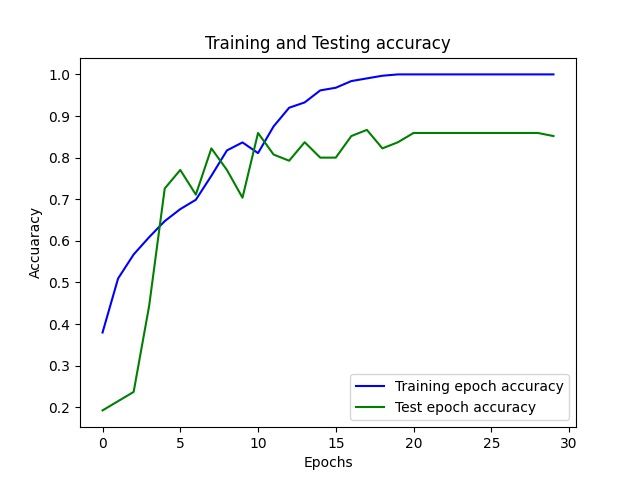 Training and Testing accuracy
1.0
0.9
0.8
0.7
0.6
0.5
0.4
0.3
0.2
Accuaracy
Training epoch accuracy
Test epoch accuracy
0 5 10 15 20 25 30
Epochs